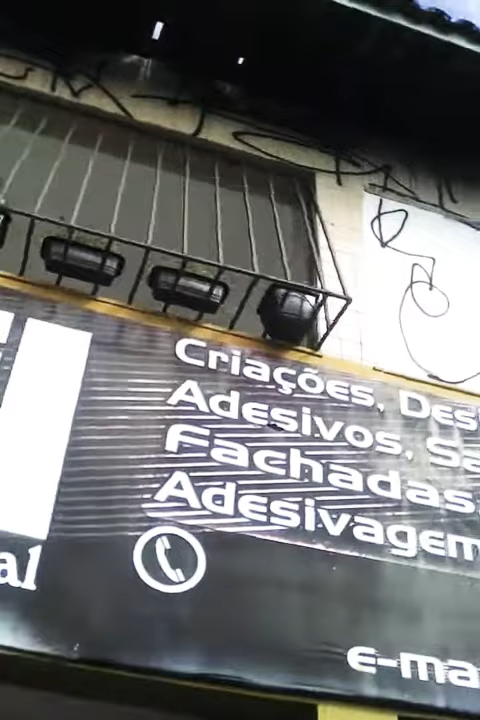 Criações, Des
Adesivos, Sa
Fachadas,
Adesivagem
al
e-ma